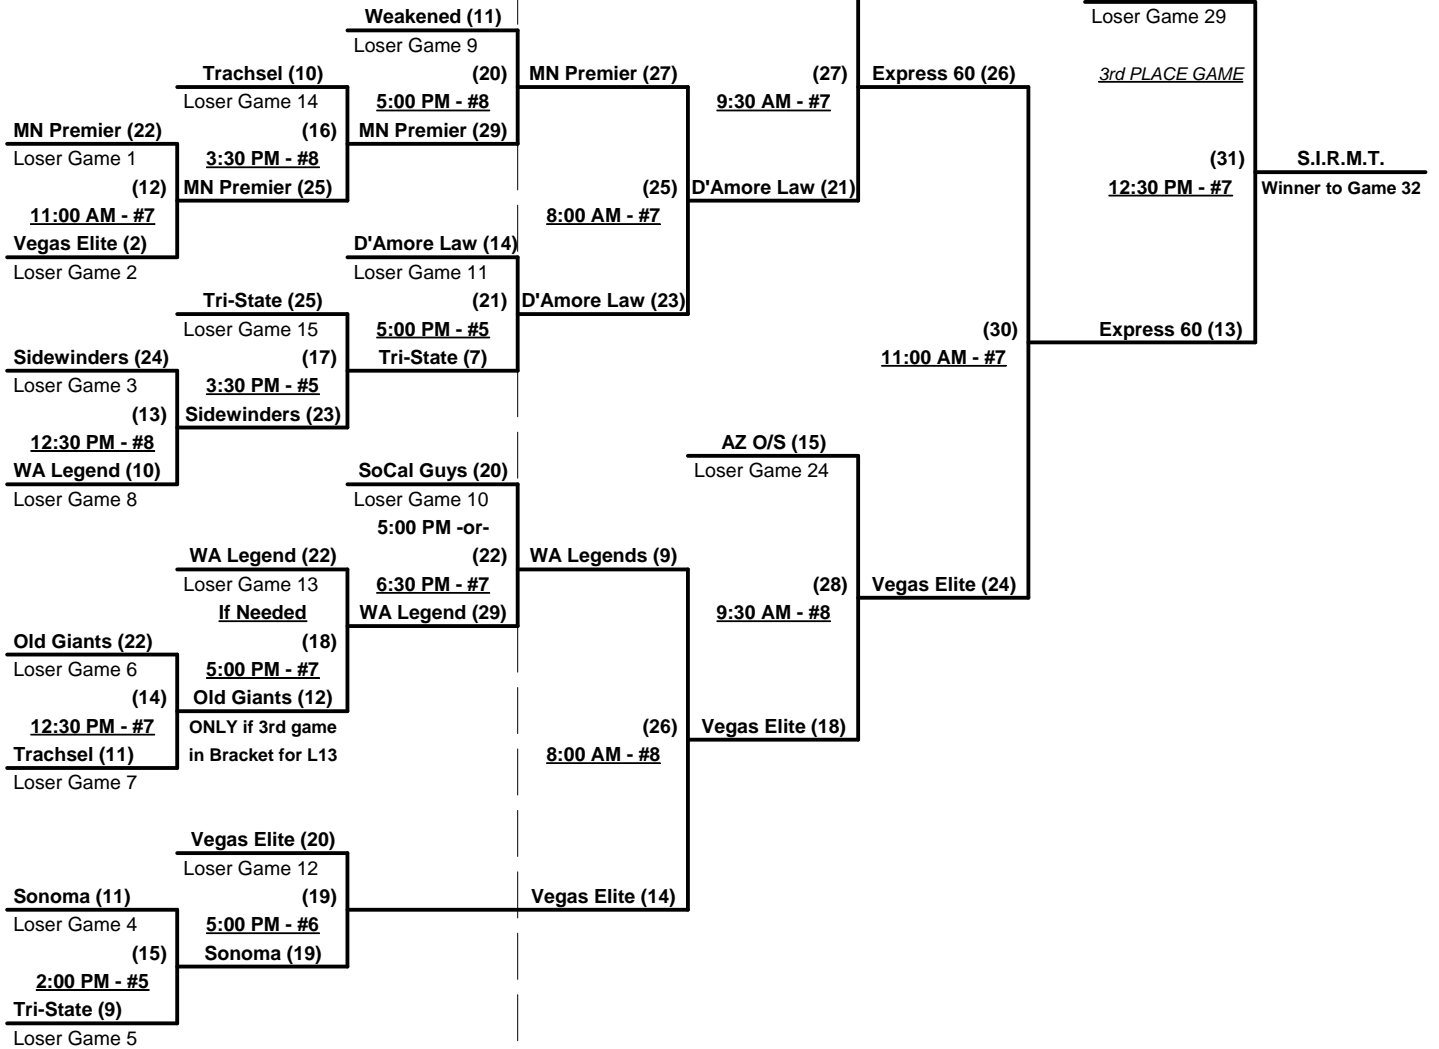 Weakened (11)
Loser Game 29
Loser Game 9
Trachsel (10)
(20)
MN Premier (27)
(27)
Express 60 (26)
3rd PLACE GAME
Loser Game 14
5:00 PM - #8
9:30 AM - #7
MN Premier (22)
(16)
MN Premier (29)
Loser Game 1
3:30 PM - #8
(31)
S.I.R.M.T.
(12)
MN Premier (25)
(25)
D'Amore Law (21)
12:30 PM - #7
Winner to Game 32
11:00 AM - #7
8:00 AM - #7
Vegas Elite (2)
D'Amore Law (14)
Loser Game 2
Loser Game 11
Tri-State (25)
(21)
D'Amore Law (23)
Loser Game 15
5:00 PM - #5
(30)
Express 60 (13)
Sidewinders (24)
(17)
Tri-State (7)
11:00 AM - #7
Loser Game 3
3:30 PM - #5
(13)
Sidewinders (23)
12:30 PM - #8
AZ O/S (15)
WA Legend (10)
SoCal Guys (20)
Loser Game 24
Loser Game 8
Loser Game 10
5:00 PM -or-
WA Legend (22)
(22)
WA Legends (9)
Loser Game 13
6:30 PM - #7
(28)
Vegas Elite (24)
If Needed
WA Legend (29)
9:30 AM - #8
Old Giants (22)
(18)
Loser Game 6
5:00 PM - #7
(14)
Old Giants (12)
12:30 PM - #7
ONLY if 3rd game
(26)
Vegas Elite (18)
Trachsel (11)
in Bracket for L13
8:00 AM - #8
Loser Game 7
Vegas Elite (20)
Loser Game 12
Sonoma (11)
(19)
Vegas Elite (14)
Loser Game 4
5:00 PM - #6
(15)
Sonoma (19)
2:00 PM - #5
Tri-State (9)
Loser Game 5